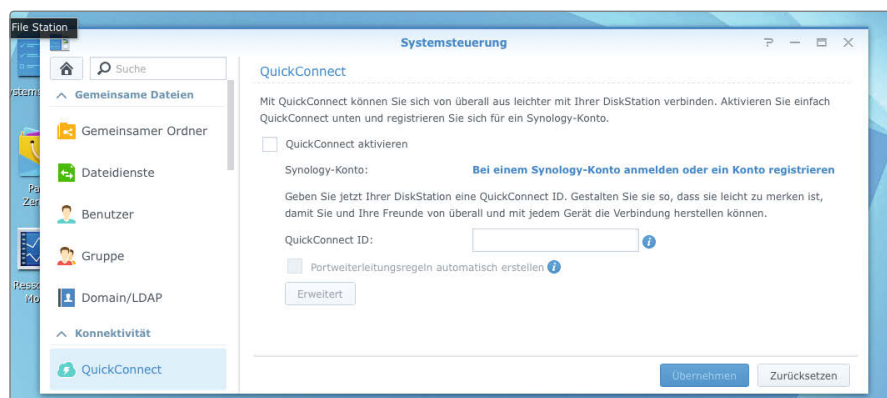 File Station
Systemsteuerung
Suche
QuickConnect
Gemeinsame Dateien
Mit QuickConnect können Sie sich von überall aus leichter mit Ihrer DiskStation verbinden. Aktivieren Sie einfach
QuickConnect unten und registrieren Sie sich für ein Synology-Konto.
Gemeinsamer Ordner
QuickConnect aktivieren
Dateidienste
Synology-Konto: Bei einem Synology-Konto anmelden oder ein Konto registrieren
Geben Sie jetzt Ihrer DiskStation eine QuickConnect ID. Gestalten Sie sie so, dass sie leicht zu merken ist,
damit Sie und Ihre Freunde von überall und mit jedem Gerät die Verbindung herstellen können.
Benutzer
QuickConnect ID:
Gruppe
Portweiterleitungsregeln automatisch erstellen
Domain/LDAP
Erweitert
Konnektivität
QuickConnect
Übernehmen Zurücksetzen